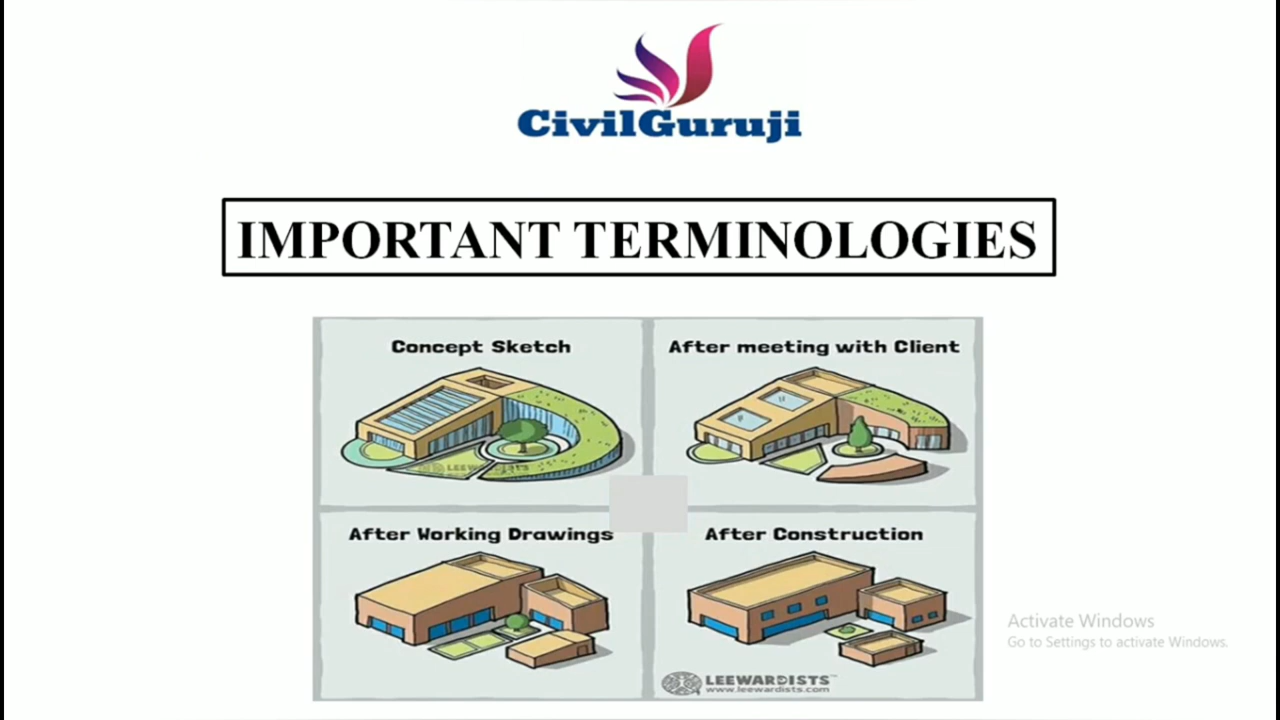 CivilGuruji
IMPORTANT TERMINOLOGIES
Concept Sketch
After meeting with Client
LEEWARDISTS
After Working Drawings
After Construction
Activate Windows
Go to Settings to activate Windows.
LEEWARDISTS™
www.leewardists.com